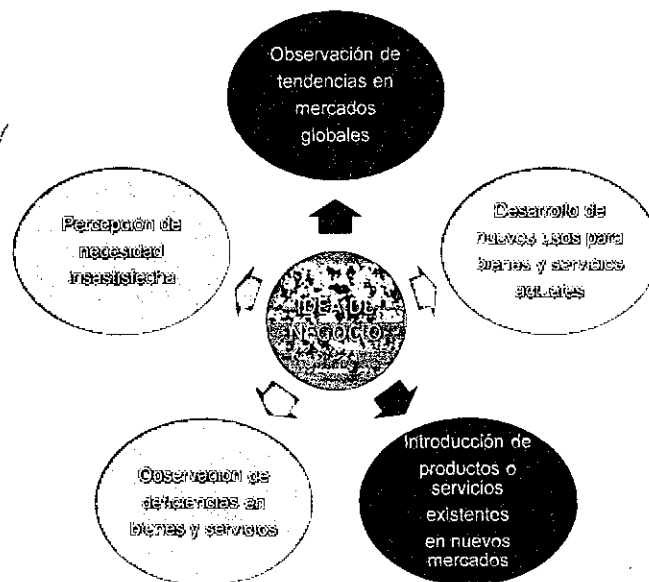 Observación de
tendencias en
mercados
globales
Percepción de
necesidad
insastisfecha
Desarrollo de
nuevos usos para
bienes y servicios
actuales
IDEA DE
NEGOCIO
Observación de
deficiencias en
bienes y servicios
Introducción de
productos o
servicios
existentes
en nuevos
mercados